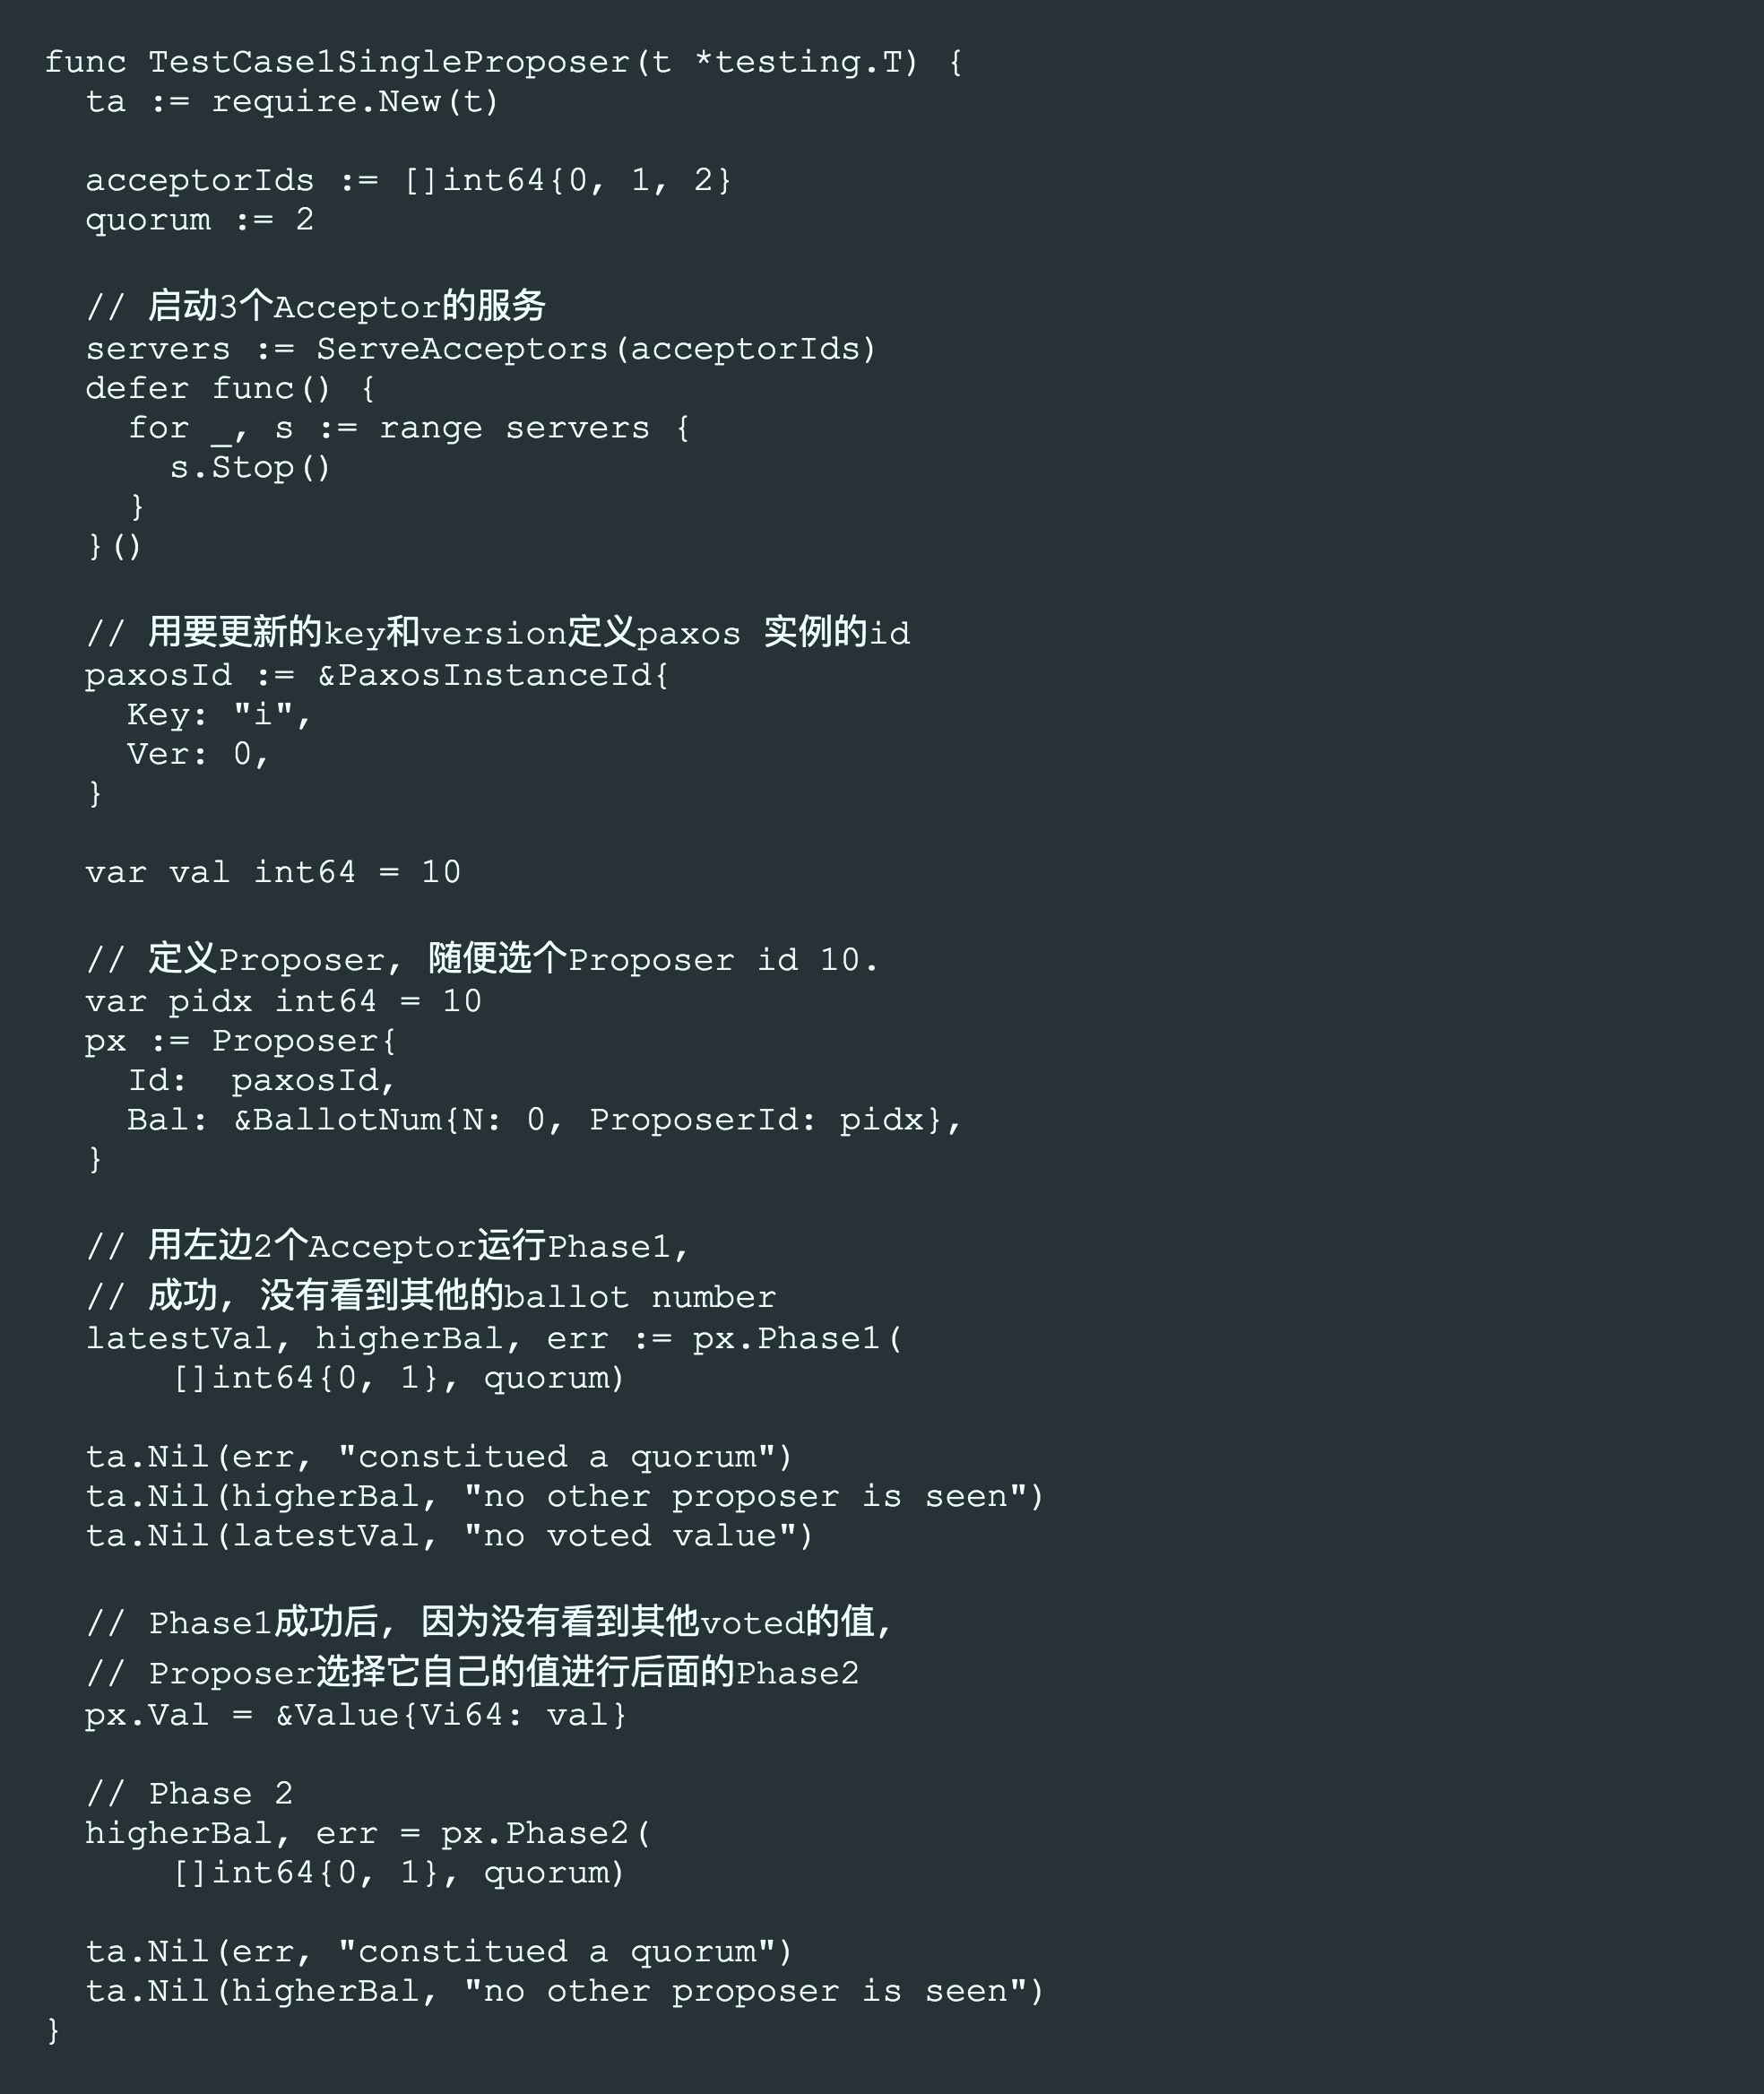 func TestCase1SingleProposer(t *testing.T) {
  ta := require.New(t)

  acceptorIds := []int64{0, 1, 2}
  quorum := 2

  // 启动3个Acceptor的服务
  servers := ServeAcceptors(acceptorIds)
  defer func() {
    for _, s := range servers {
      s.Stop()
    }
  }()

  // 用要更新的key和version定义paxos 实例的id
  paxosId := &PaxosInstanceId{
    Key: "i",
    Ver: 0,
  }

  var val int64 = 10

  // 定义Proposer, 随便选个Proposer id 10.
  var pidx int64 = 10
  px := Proposer{
    Id:  paxosId,
    Bal: &BallotNum{N: 0, ProposerId: pidx},
  }

  // 用左边2个Acceptor运行Phase1,
  // 成功, 没有看到其他的ballot number
  latestVal, higherBal, err := px.Phase1(
      []int64{0, 1}, quorum)

  ta.Nil(err, "constitued a quorum")
  ta.Nil(higherBal, "no other proposer is seen")
  ta.Nil(latestVal, "no voted value")

  // Phase1成功后, 因为没有看到其他voted的值,
  // Proposer选择它自己的值进行后面的Phase2
  px.Val = &Value{Vi64: val}

  // Phase 2
  higherBal, err = px.Phase2(
      []int64{0, 1}, quorum)

  ta.Nil(err, "constitued a quorum")
  ta.Nil(higherBal, "no other proposer is seen")
}